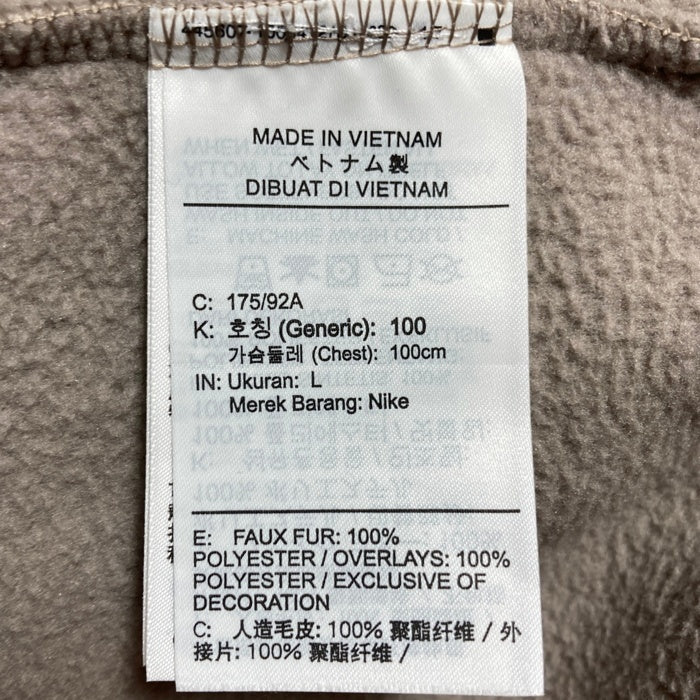 MADE IN VIETNAM
ベトナム製
DIBUAT DI VIETNAM
C: 175/92A
K: 호칭 (Generic): 100
가슴둘레 (Chest): 100cm
IN: Ukuran: L
Merek Barang: Nike
E: FAUX FUR: 100%
POLYESTER / OVERLAYS: 100%
POLYESTER / EXCLUSIVE OF
DECORATION
C: 人造毛皮: 100% 聚酯纤维 / 外
接片: 100% 聚酯纤维 /